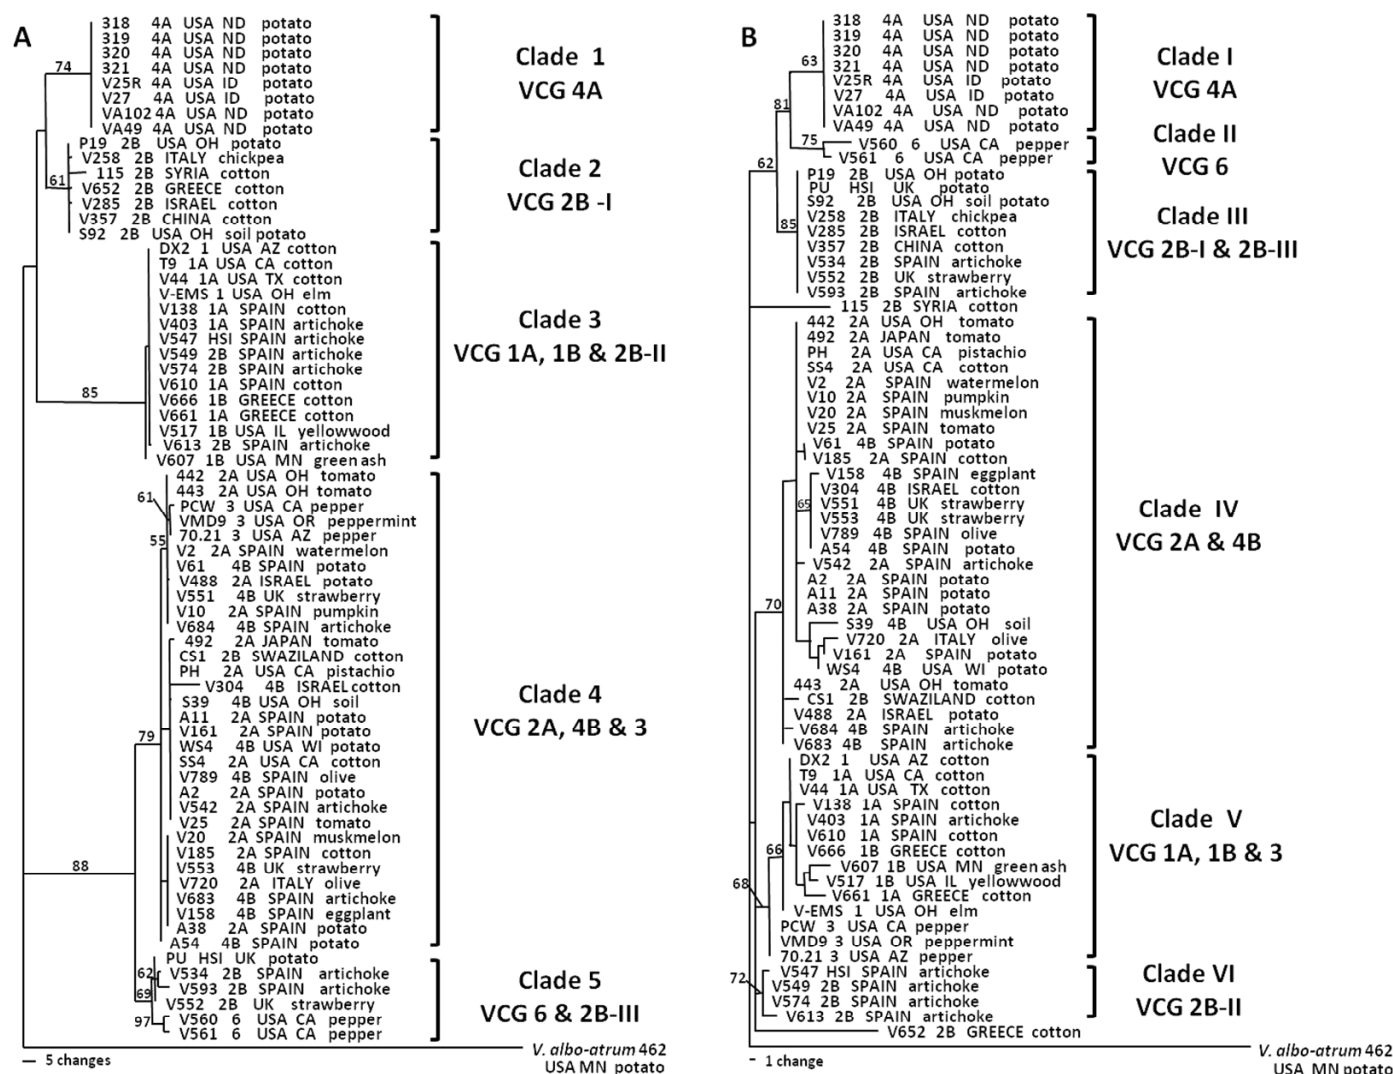 A
318 4A USA ND potato
319 4A USA ND potato
320 4A USA ND potato
321 4A USA ND potato
V25R 4A USA ID potato
V27 4A USA ID potato
VA102 4A USA ND potato
VA49 4A USA ND potato
74
Clade 1
VCG 4A
P19 2B USA OH potato
V258 2B ITALY chickpea
115 2B SYRIA cotton
V652 2B GREECE cotton
V285 2B ISRAEL cotton
V357 2B CHINA cotton
S92 2B USA OH soil potato
61
Clade 2
VCG 2B -I
DX2 1 USA AZ cotton
T9 1A USA CA cotton
V44 1A USA TX cotton
V-EMS 1 USA OH elm
V138 1A SPAIN cotton
V403 1A SPAIN artichoke
V547 HSI SPAIN artichoke
V549 2B SPAIN artichoke
V574 2B SPAIN artichoke
V610 1A SPAIN cotton
V666 1B GREECE cotton
V661 1A GREECE cotton
V517 1B USA IL yellowwood
V613 2B SPAIN artichoke
V607 1B USA MN green ash
85
Clade 3
VCG 1A, 1B & 2B-II
442 2A USA OH tomato
443 2A USA OH tomato
PCW 3 USA CA pepper
VMD9 3 USA OR peppermint
70.21 3 USA AZ pepper
V2 2A SPAIN watermelon
V61 4B SPAIN potato
V488 2A ISRAEL potato
V551 4B UK strawberry
V10 2A SPAIN pumpkin
V684 4B SPAIN artichoke
492 2A JAPAN tomato
CS1 2B SWAZILAND cotton
PH 2A USA CA pistachio
V304 4B ISRAEL cotton
S39 4B USA OH soil
A11 2A SPAIN potato
V161 2A SPAIN potato
WS4 4B USA WI potato
SS4 2A USA CA cotton
V789 4B SPAIN olive
A2 2A SPAIN potato
V542 2A SPAIN artichoke
V25 2A SPAIN tomato
V20 2A SPAIN muskmelon
V185 2A SPAIN cotton
V553 4B UK strawberry
V720 2A ITALY olive
V683 4B SPAIN artichoke
V158 4B SPAIN eggplant
A38 2A SPAIN potato
A54 4B SPAIN potato
61
55
79
88
Clade 4
VCG 2A, 4B & 3
PU HSI UK potato
V534 2B SPAIN artichoke
V593 2B SPAIN artichoke
V552 2B UK strawberry
V560 6 USA CA pepper
V561 6 USA CA pepper
62
69
97
Clade 5
VCG 6 & 2B-III
V. albo-atrum 462
USA MN potato
5 changes
B
318 4A USA ND potato
319 4A USA ND potato
320 4A USA ND potato
321 4A USA ND potato
V25R 4A USA ID potato
V27 4A USA ID potato
VA102 4A USA ND potato
VA49 4A USA ND potato
63
81
Clade I
VCG 4A
V560 6 USA CA pepper
V561 6 USA CA pepper
75
62
Clade II
VCG 6
P19 2B USA OH potato
PU HSI UK potato
S92 2B USA OH soil potato
V258 2B ITALY chickpea
V285 2B ISRAEL cotton
V357 2B CHINA cotton
V534 2B SPAIN artichoke
V552 2B UK strawberry
V593 2B SPAIN artichoke
85
Clade III
VCG 2B-I & 2B-III
115 2B SYRIA cotton
442 2A USA OH tomato
492 2A JAPAN tomato
PH 2A USA CA pistachio
SS4 2A USA CA cotton
V2 2A SPAIN watermelon
V10 2A SPAIN pumpkin
V20 2A SPAIN muskmelon
V25 2A SPAIN tomato
V61 4B SPAIN potato
V185 2A SPAIN cotton
V158 4B SPAIN eggplant
V304 4B ISRAEL cotton
V551 4B UK strawberry
V553 4B UK strawberry
V789 4B SPAIN olive
A54 4B SPAIN potato
V542 2A SPAIN artichoke
A2 2A SPAIN potato
A11 2A SPAIN potato
A38 2A SPAIN potato
S39 4B USA OH soil
V720 2A ITALY olive
V161 2A SPAIN potato
WS4 4B USA WI potato
443 2A USA OH tomato
CS1 2B SWAZILAND cotton
V488 2A ISRAEL potato
V684 4B SPAIN artichoke
V683 4B SPAIN artichoke
65
70
Clade IV
VCG 2A & 4B
DX2 1 USA AZ cotton
T9 1A USA CA cotton
V44 1A USA TX cotton
V138 1A SPAIN cotton
V403 1A SPAIN artichoke
V610 1A SPAIN cotton
V666 1B GREECE cotton
V607 1B USA MN green ash
V517 1B USA IL yellowwood
V661 1A GREECE cotton
V-EMS 1 USA OH elm
PCW 3 USA CA pepper
VMD9 3 USA OR peppermint
70.21 3 USA AZ pepper
66
68
Clade V
VCG 1A, 1B & 3
V547 HSI SPAIN artichoke
V549 2B SPAIN artichoke
V574 2B SPAIN artichoke
V613 2B SPAIN artichoke
72
Clade VI
VCG 2B-II
V652 2B GREECE cotton
V. albo-atrum 462
USA MN potato
1 change